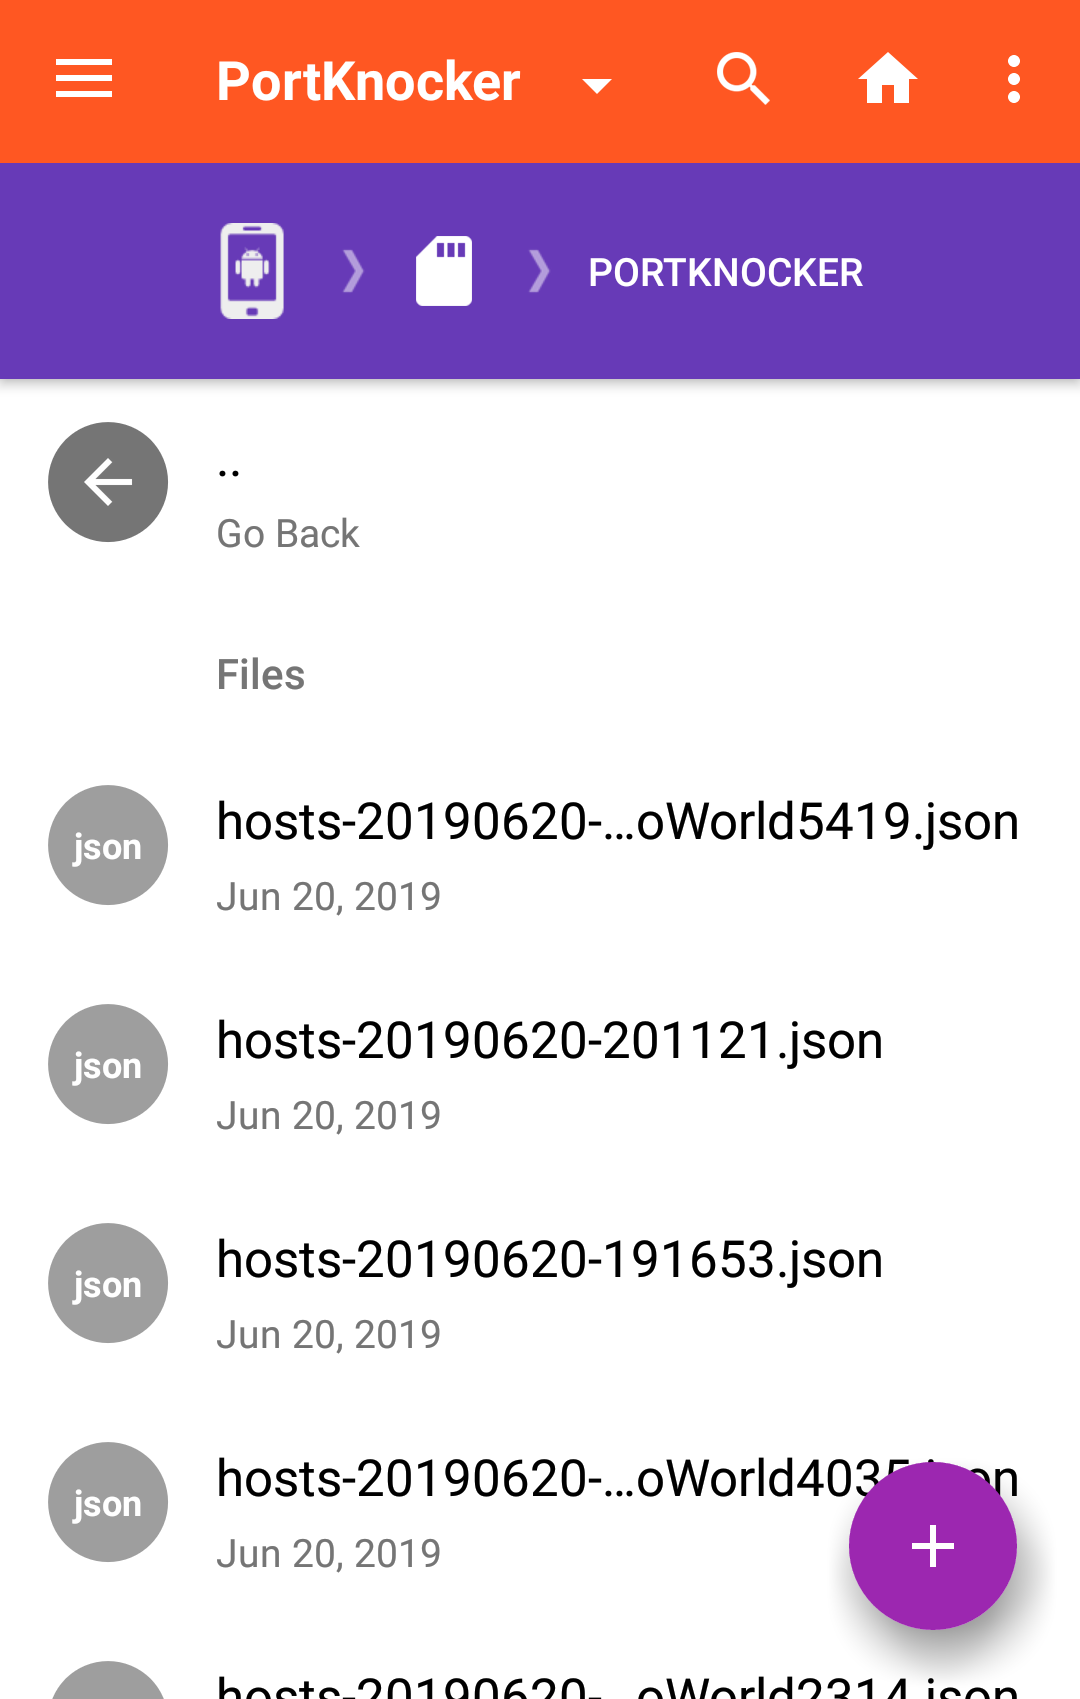 PortKnocker
PORTKNOCKER
..
Go Back
Files
json
hosts-20190620-...oWorld5419.json
Jun 20, 2019
json
hosts-20190620-201121.json
Jun 20, 2019
json
hosts-20190620-191653.json
Jun 20, 2019
json
hosts-20190620-...oWorld4035.json
Jun 20, 2019
hosts-20190620-...oWorld2314.json